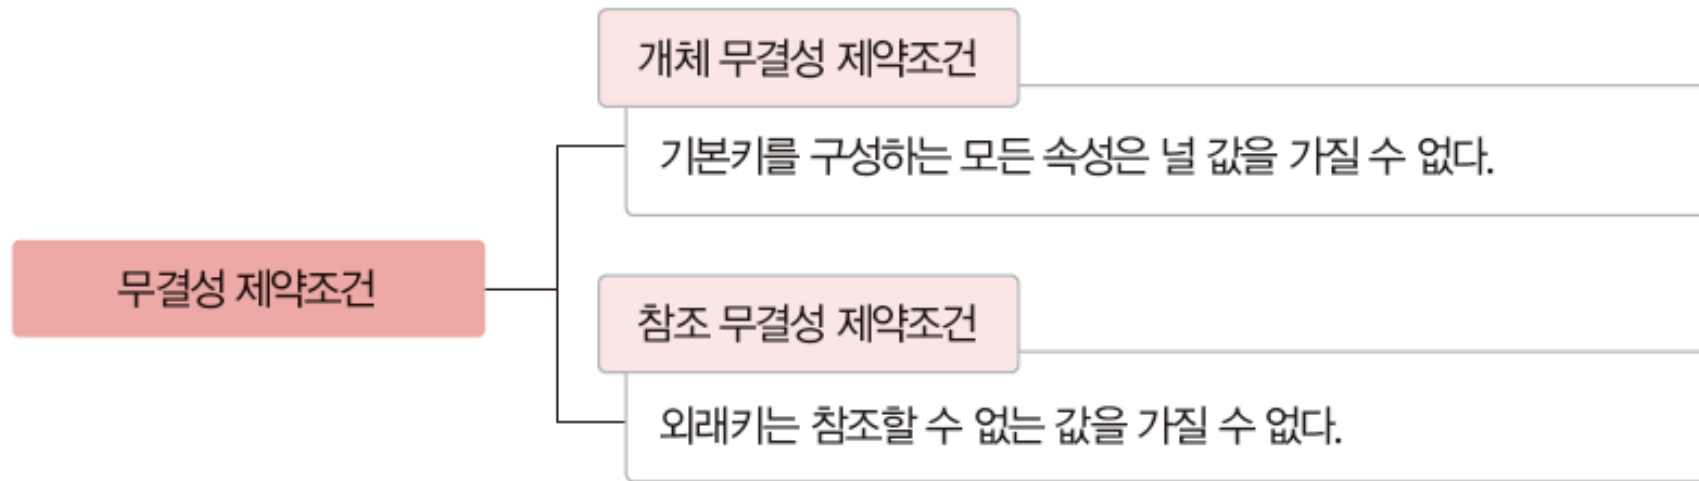 개체 무결성 제약조건
기본키를 구성하는 모든 속성은 널 값을 가질 수 없다.
무결성 제약조건
참조 무결성 제약조건
외래키는 참조할 수 없는 값을 가질 수 없다.